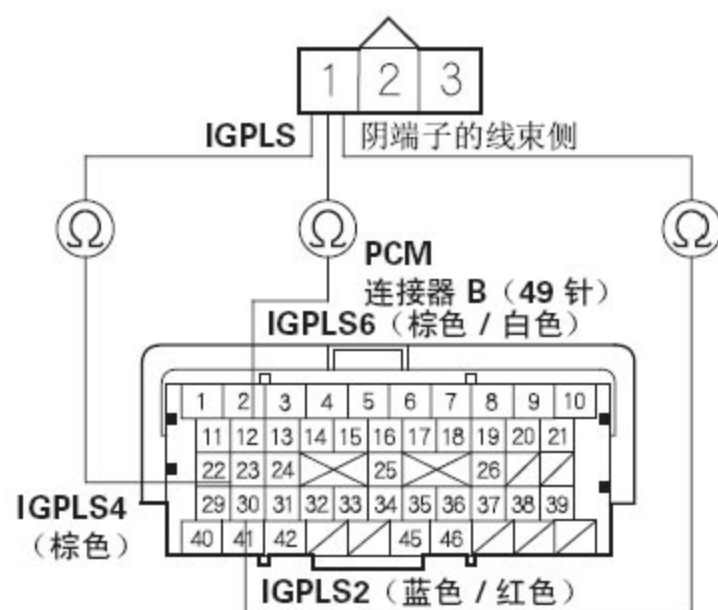 1 2 3
IGPLS
阴端子的线束侧
Ω Ω Ω
PCM
连接器 B（49 针）
IGPLS6（棕色 / 白色）
1 2 3 4 5 6 7 8 9 10
11 12 13 14 15 16 17 18 19 20 21
22 23 24 25 26
IGPLS4
（棕色）
29 30 31 32 33 34 35 36 37 38 39
40 41 42 45 46
IGPLS2（蓝色 / 红色）